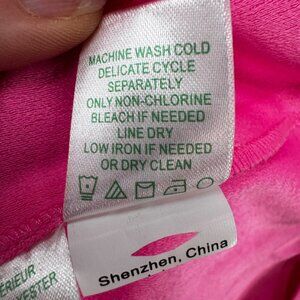 MACHINE WASH COLD
DELICATE CYCLE
SEPARATELY
ONLY NON-CHLORINE
BLEACH IF NEEDED
LINE DRY
LOW IRON IF NEEDED
OR DRY CLEAN
Shenzhen, China